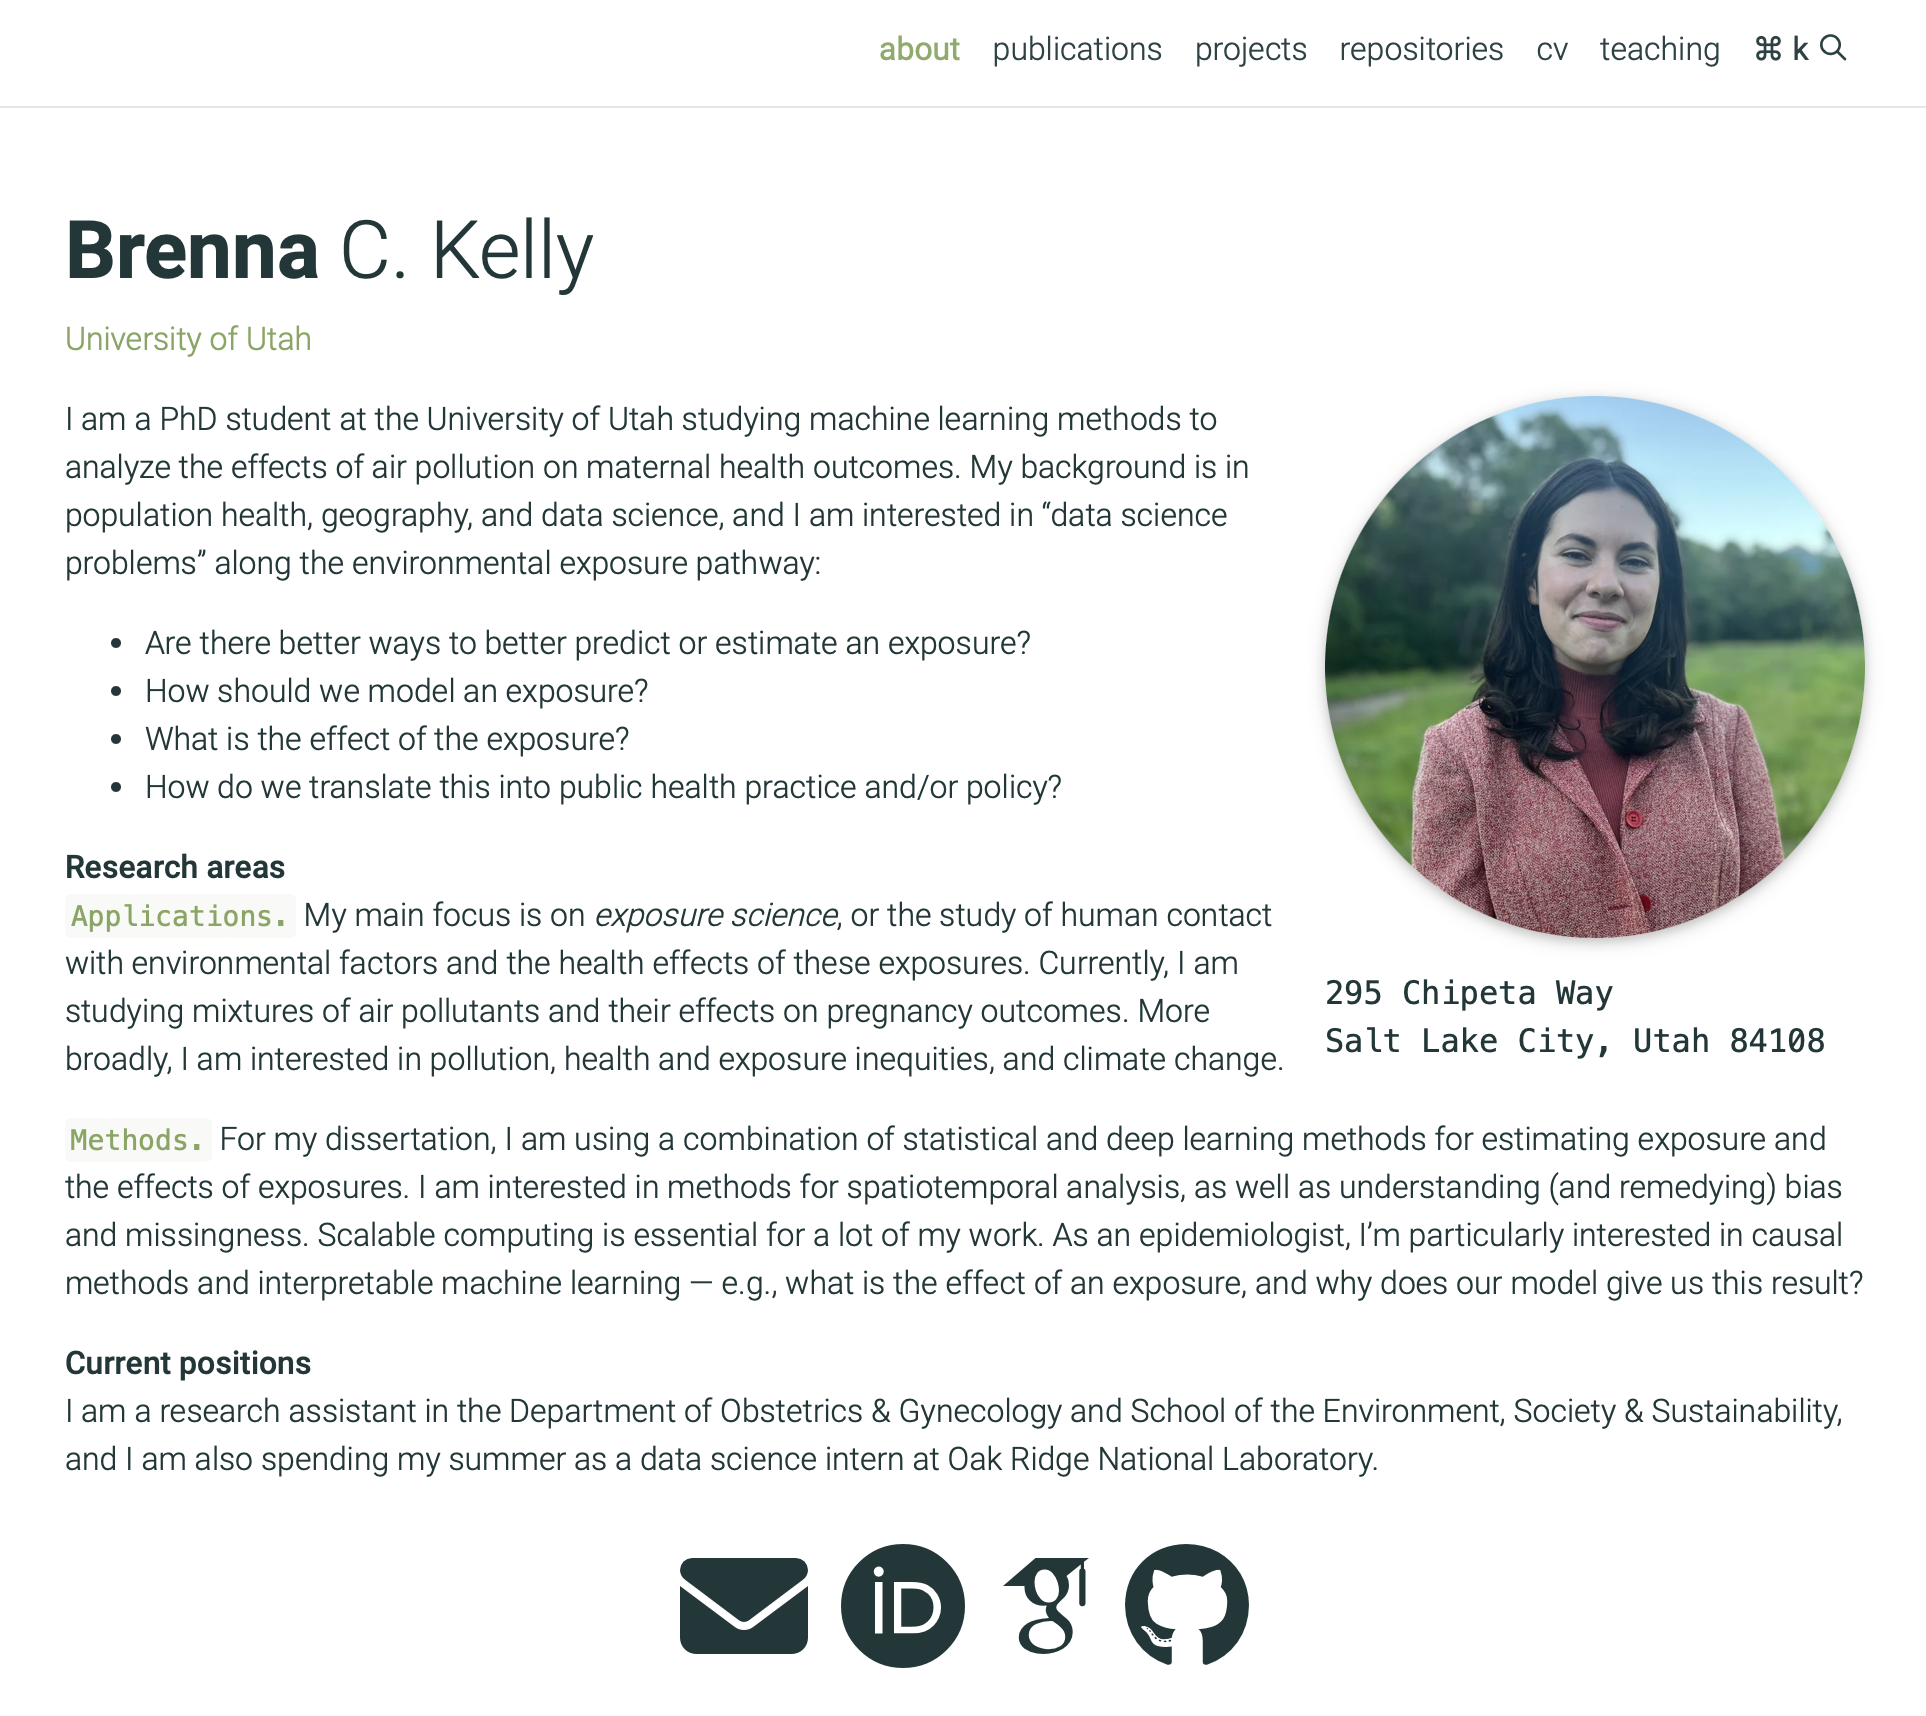 about publications projects repositories cv teaching ⌘ k
Brenna C. Kelly
University of Utah
I am a PhD student at the University of Utah studying machine learning methods to
analyze the effects of air pollution on maternal health outcomes. My background is in
population health, geography, and data science, and I am interested in “data science
problems” along the environmental exposure pathway:
• Are there better ways to better predict or estimate an exposure?
• How should we model an exposure?
• What is the effect of the exposure?
• How do we translate this into public health practice and/or policy?
Research areas
Applications. My main focus is on exposure science, or the study of human contact
with environmental factors and the health effects of these exposures. Currently, I am
studying mixtures of air pollutants and their effects on pregnancy outcomes. More
broadly, I am interested in pollution, health and exposure inequities, and climate change.
295 Chipeta Way
Salt Lake City, Utah 84108
Methods. For my dissertation, I am using a combination of statistical and deep learning methods for estimating exposure and
the effects of exposures. I am interested in methods for spatiotemporal analysis, as well as understanding (and remedying) bias
and missingness. Scalable computing is essential for a lot of my work. As an epidemiologist, I’m particularly interested in causal
methods and interpretable machine learning — e.g., what is the effect of an exposure, and why does our model give us this result?
Current positions
I am a research assistant in the Department of Obstetrics & Gynecology and School of the Environment, Society & Sustainability,
and I am also spending my summer as a data science intern at Oak Ridge National Laboratory.
iD g